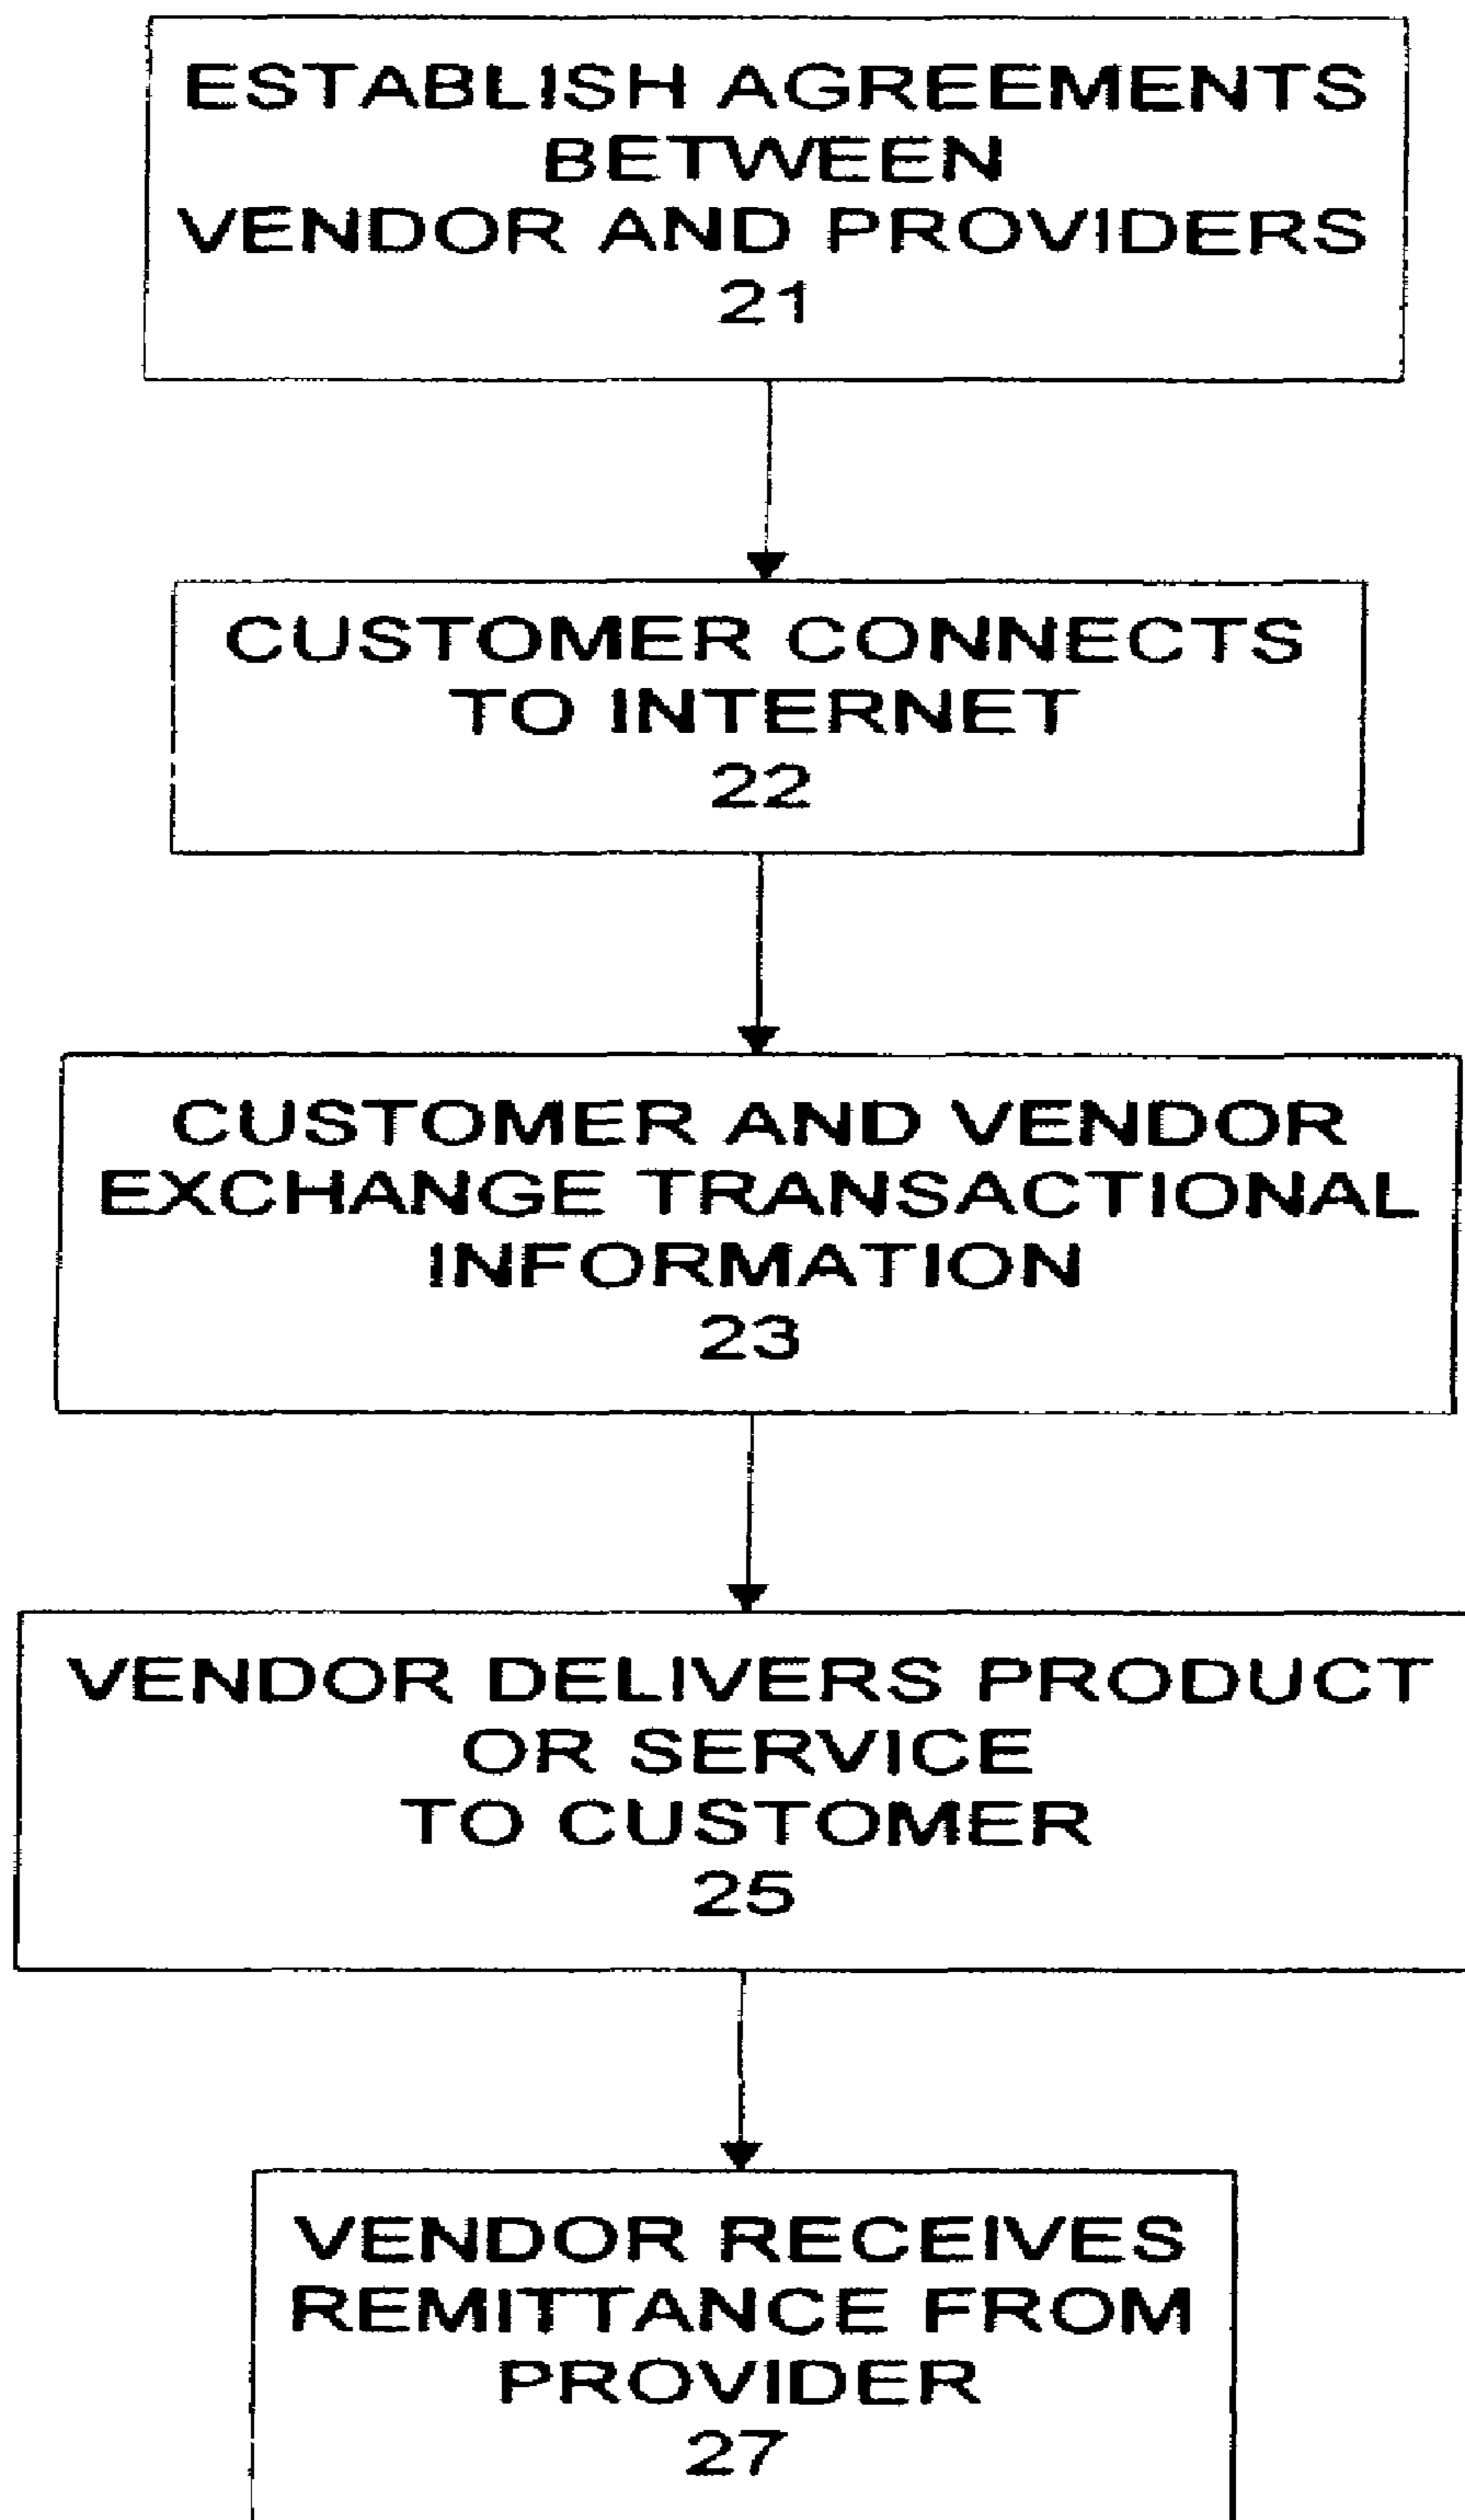 ESTABLISH AGREEMENTS
BETWEEN
VENDOR AND PROVIDERS
21
CUSTOMER CONNECTS
TO INTERNET
22
CUSTOMER AND VENDOR
EXCHANGE TRANSACTIONAL
INFORMATION
23
VENDOR DELIVERS PRODUCT
OR SERVICE
TO CUSTOMER
25
VENDOR RECEIVES
REMITTANCE FROM
PROVIDER
27